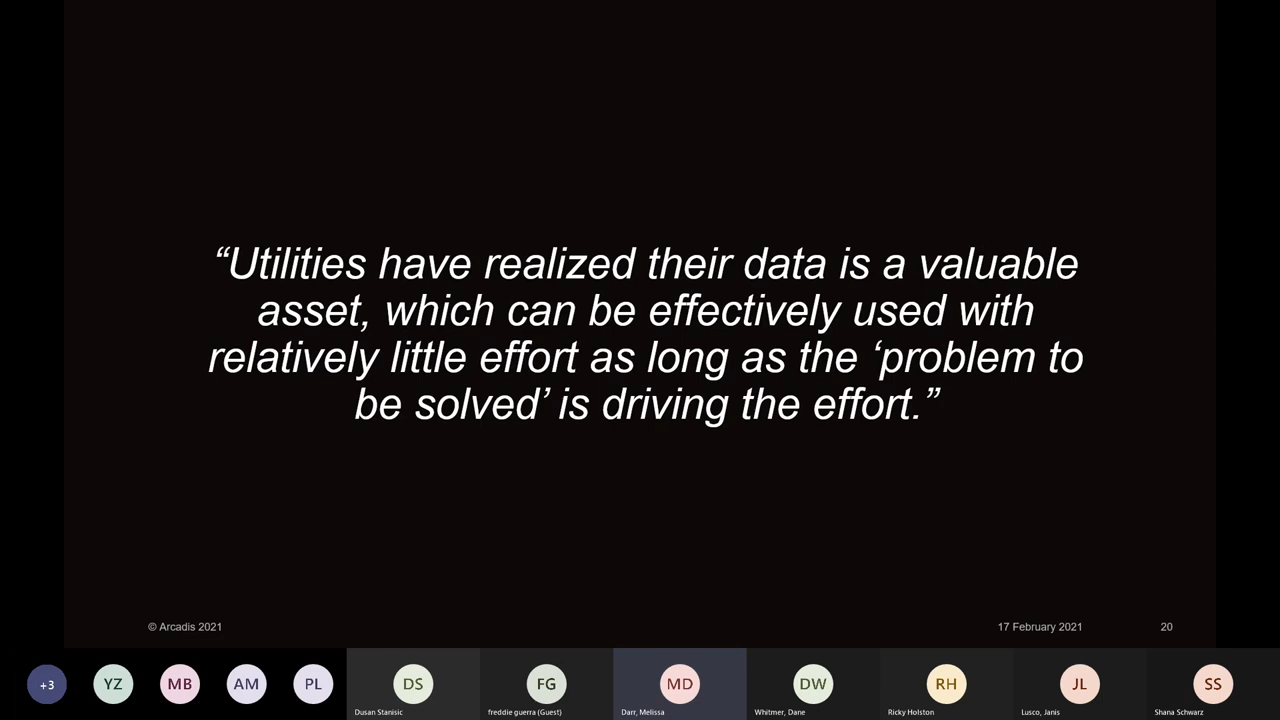 “Utilities have realized their data is a valuable
asset, which can be effectively used with
relatively little effort as long as the ‘problem to
be solved’ is driving the effort.”
© Arcadis 2021
17 February 2021
20
+3
YZ
MB
AM
PL
DS
FG
MD
DW
RH
JL
SS
Dusan Stanisic
freddie guerra (Guest)
Darr, Melissa
Whitmer, Dane
Ricky Holston
Lusco, Janis
Shana Schwarz